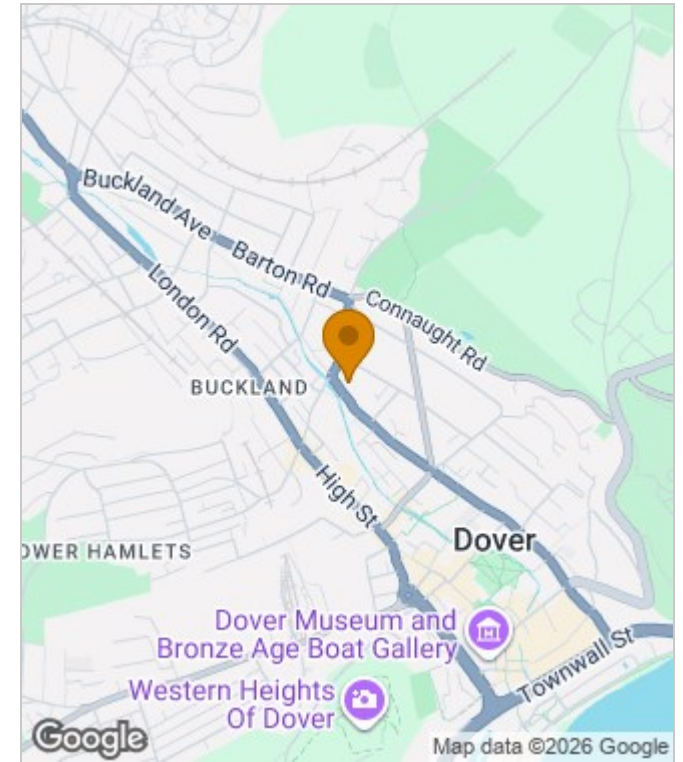 Buckland Ave
Barton Rd
Connaught Rd
London Rd
BUCKLAND
High St
OWER HAMLETS
Dover
Dover Museum and
Bronze Age Boat Gallery
Townwall St
Western Heights
Of Dover
Google
Map data ©2026 Google